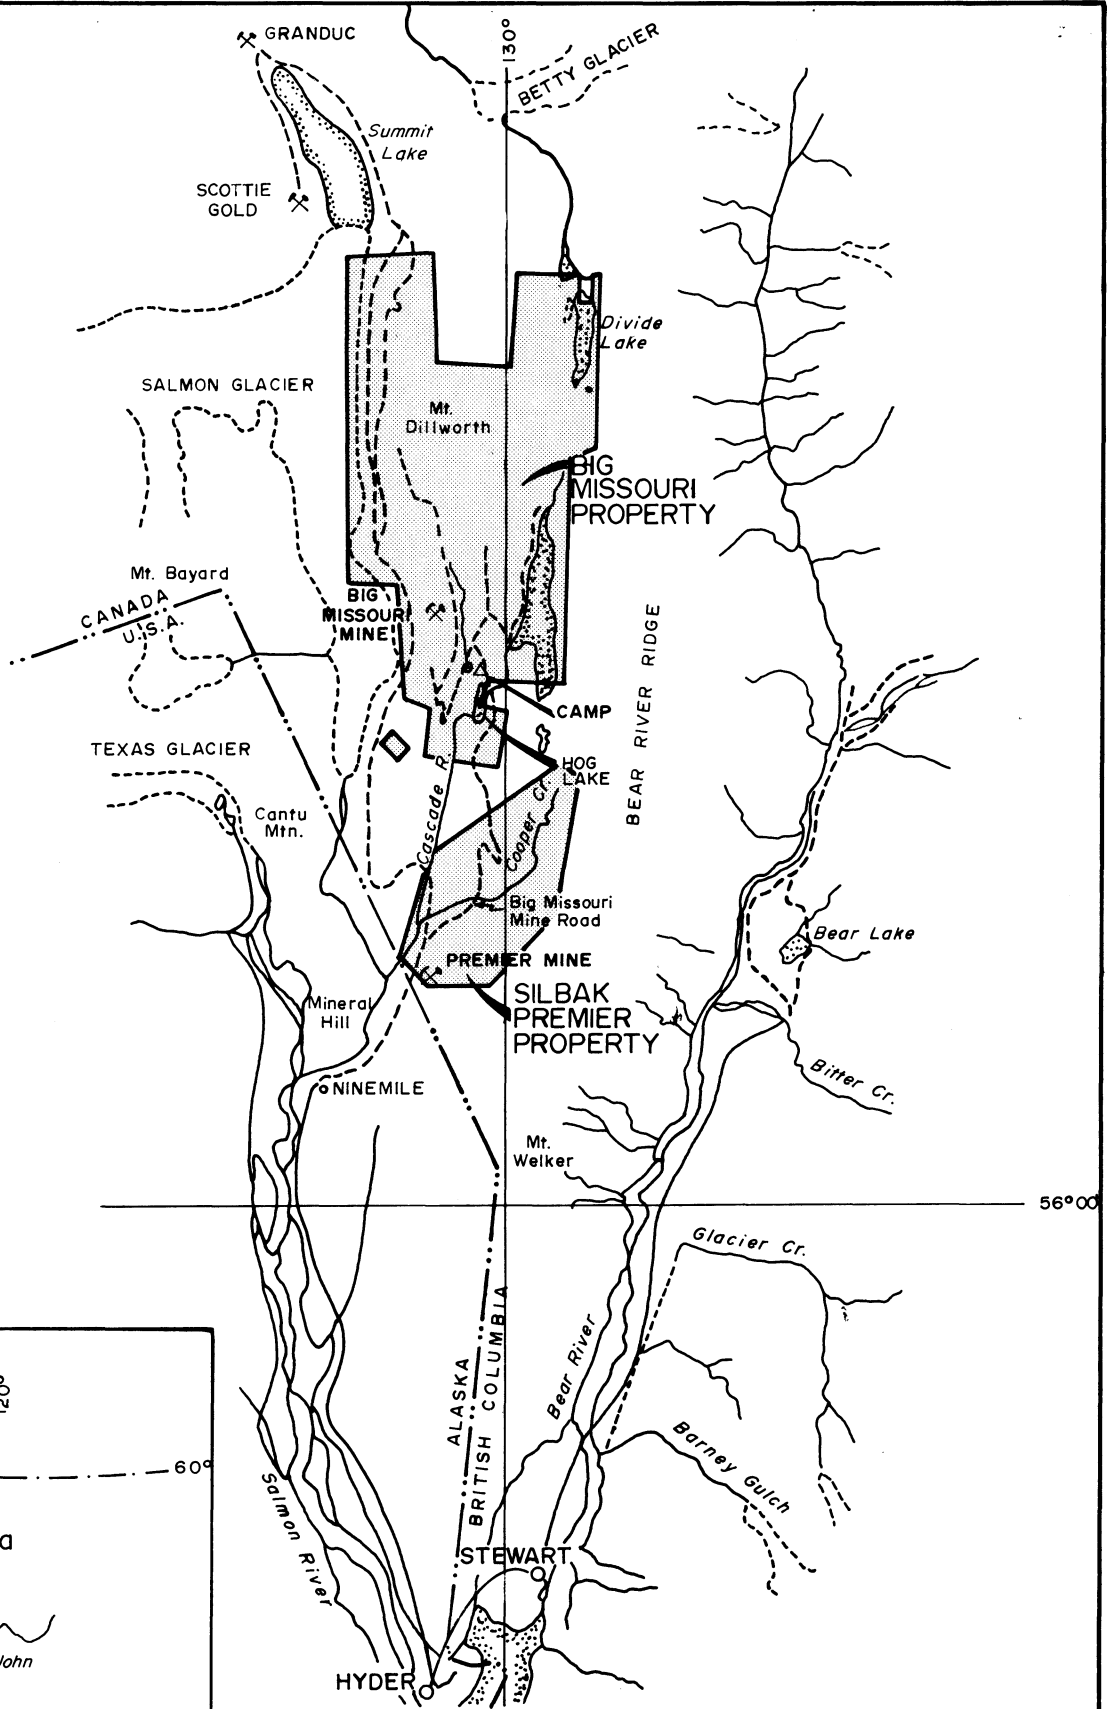 GRANDUC
130°
BETTY GLACIER
Summit
Lake
SCOTTIE
GOLD
Divide
Lake
SALMON GLACIER
Mt.
Dillworth
BIG
MISSOURI
PROPERTY
Mt. Bayard
CANADA
U.S.A.
BIG
MISSOURI
MINE
BEAR RIVER RIDGE
CAMP
TEXAS GLACIER
HOG
LAKE
Cantu
Mtn.
Cascade R.
Cooper Cr.
Big Missouri
Mine Road
Bear Lake
PREMIER MINE
SILBAK
PREMIER
PROPERTY
Mineral
Hill
Bitter Cr.
NINEMILE
Mt.
Welker
56°00
Glacier Cr.
ALASKA
BRITISH COLUMBIA
Bear River
Barney Gulch
120°
60°
Salmon River
a
STEWART
John
HYDER